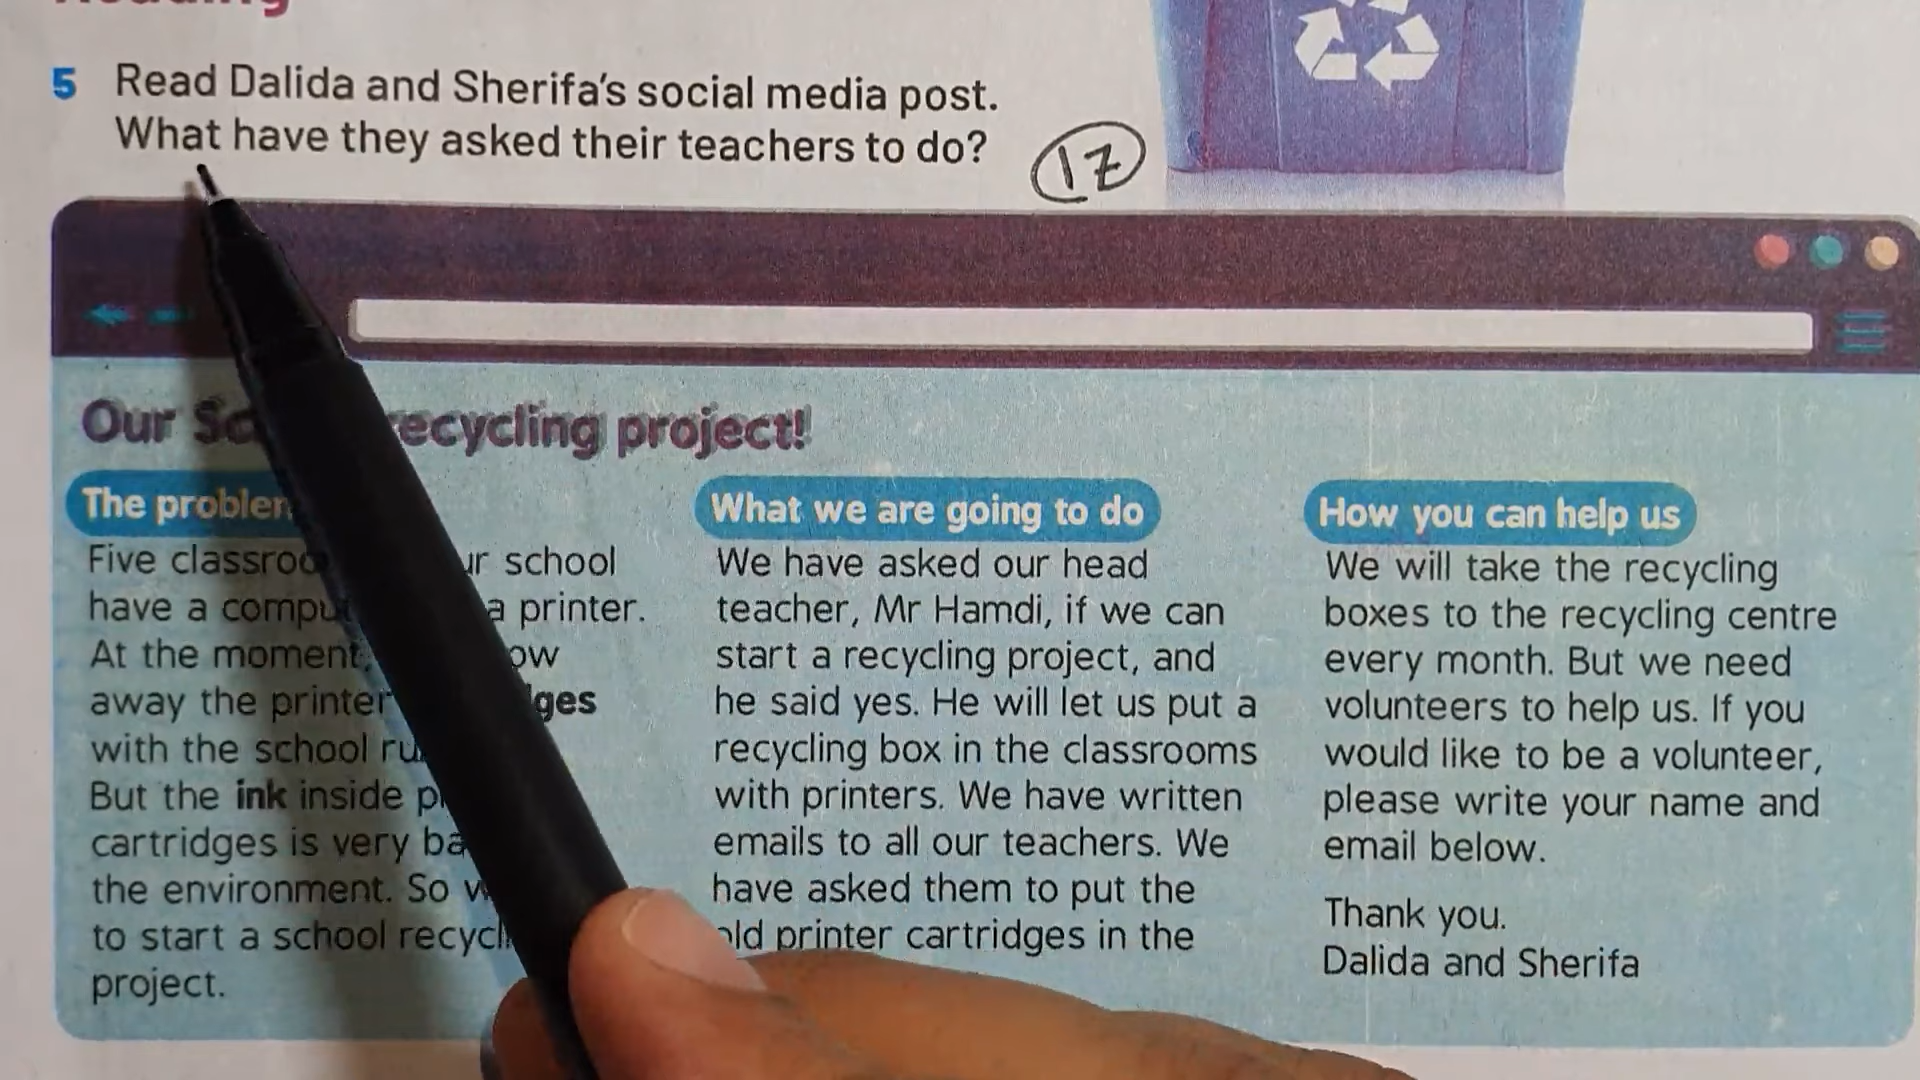 Reading
5 Read Dalida and Sherifa's social media post.
What have they asked their teachers to do?
17
Our recycling project!
The problem
Five ur school
have a a printer.
At the moment,
away the printer
with the school
But the ink inside
cartridges is very
the environment. So
to start a school
project.
What we are going to do
We have asked our head
teacher, Mr Hamdi, if we can
start a recycling project, and
he said yes. He will let us put a
recycling box in the classrooms
with printers. We have written
emails to all our teachers. We
have asked them to put the
old printer cartridges in the
How you can help us
We will take the recycling
boxes to the recycling centre
every month. But we need
volunteers to help us. If you
would like to be a volunteer,
please write your name and
email below.
Thank you.
Dalida and Sherifa